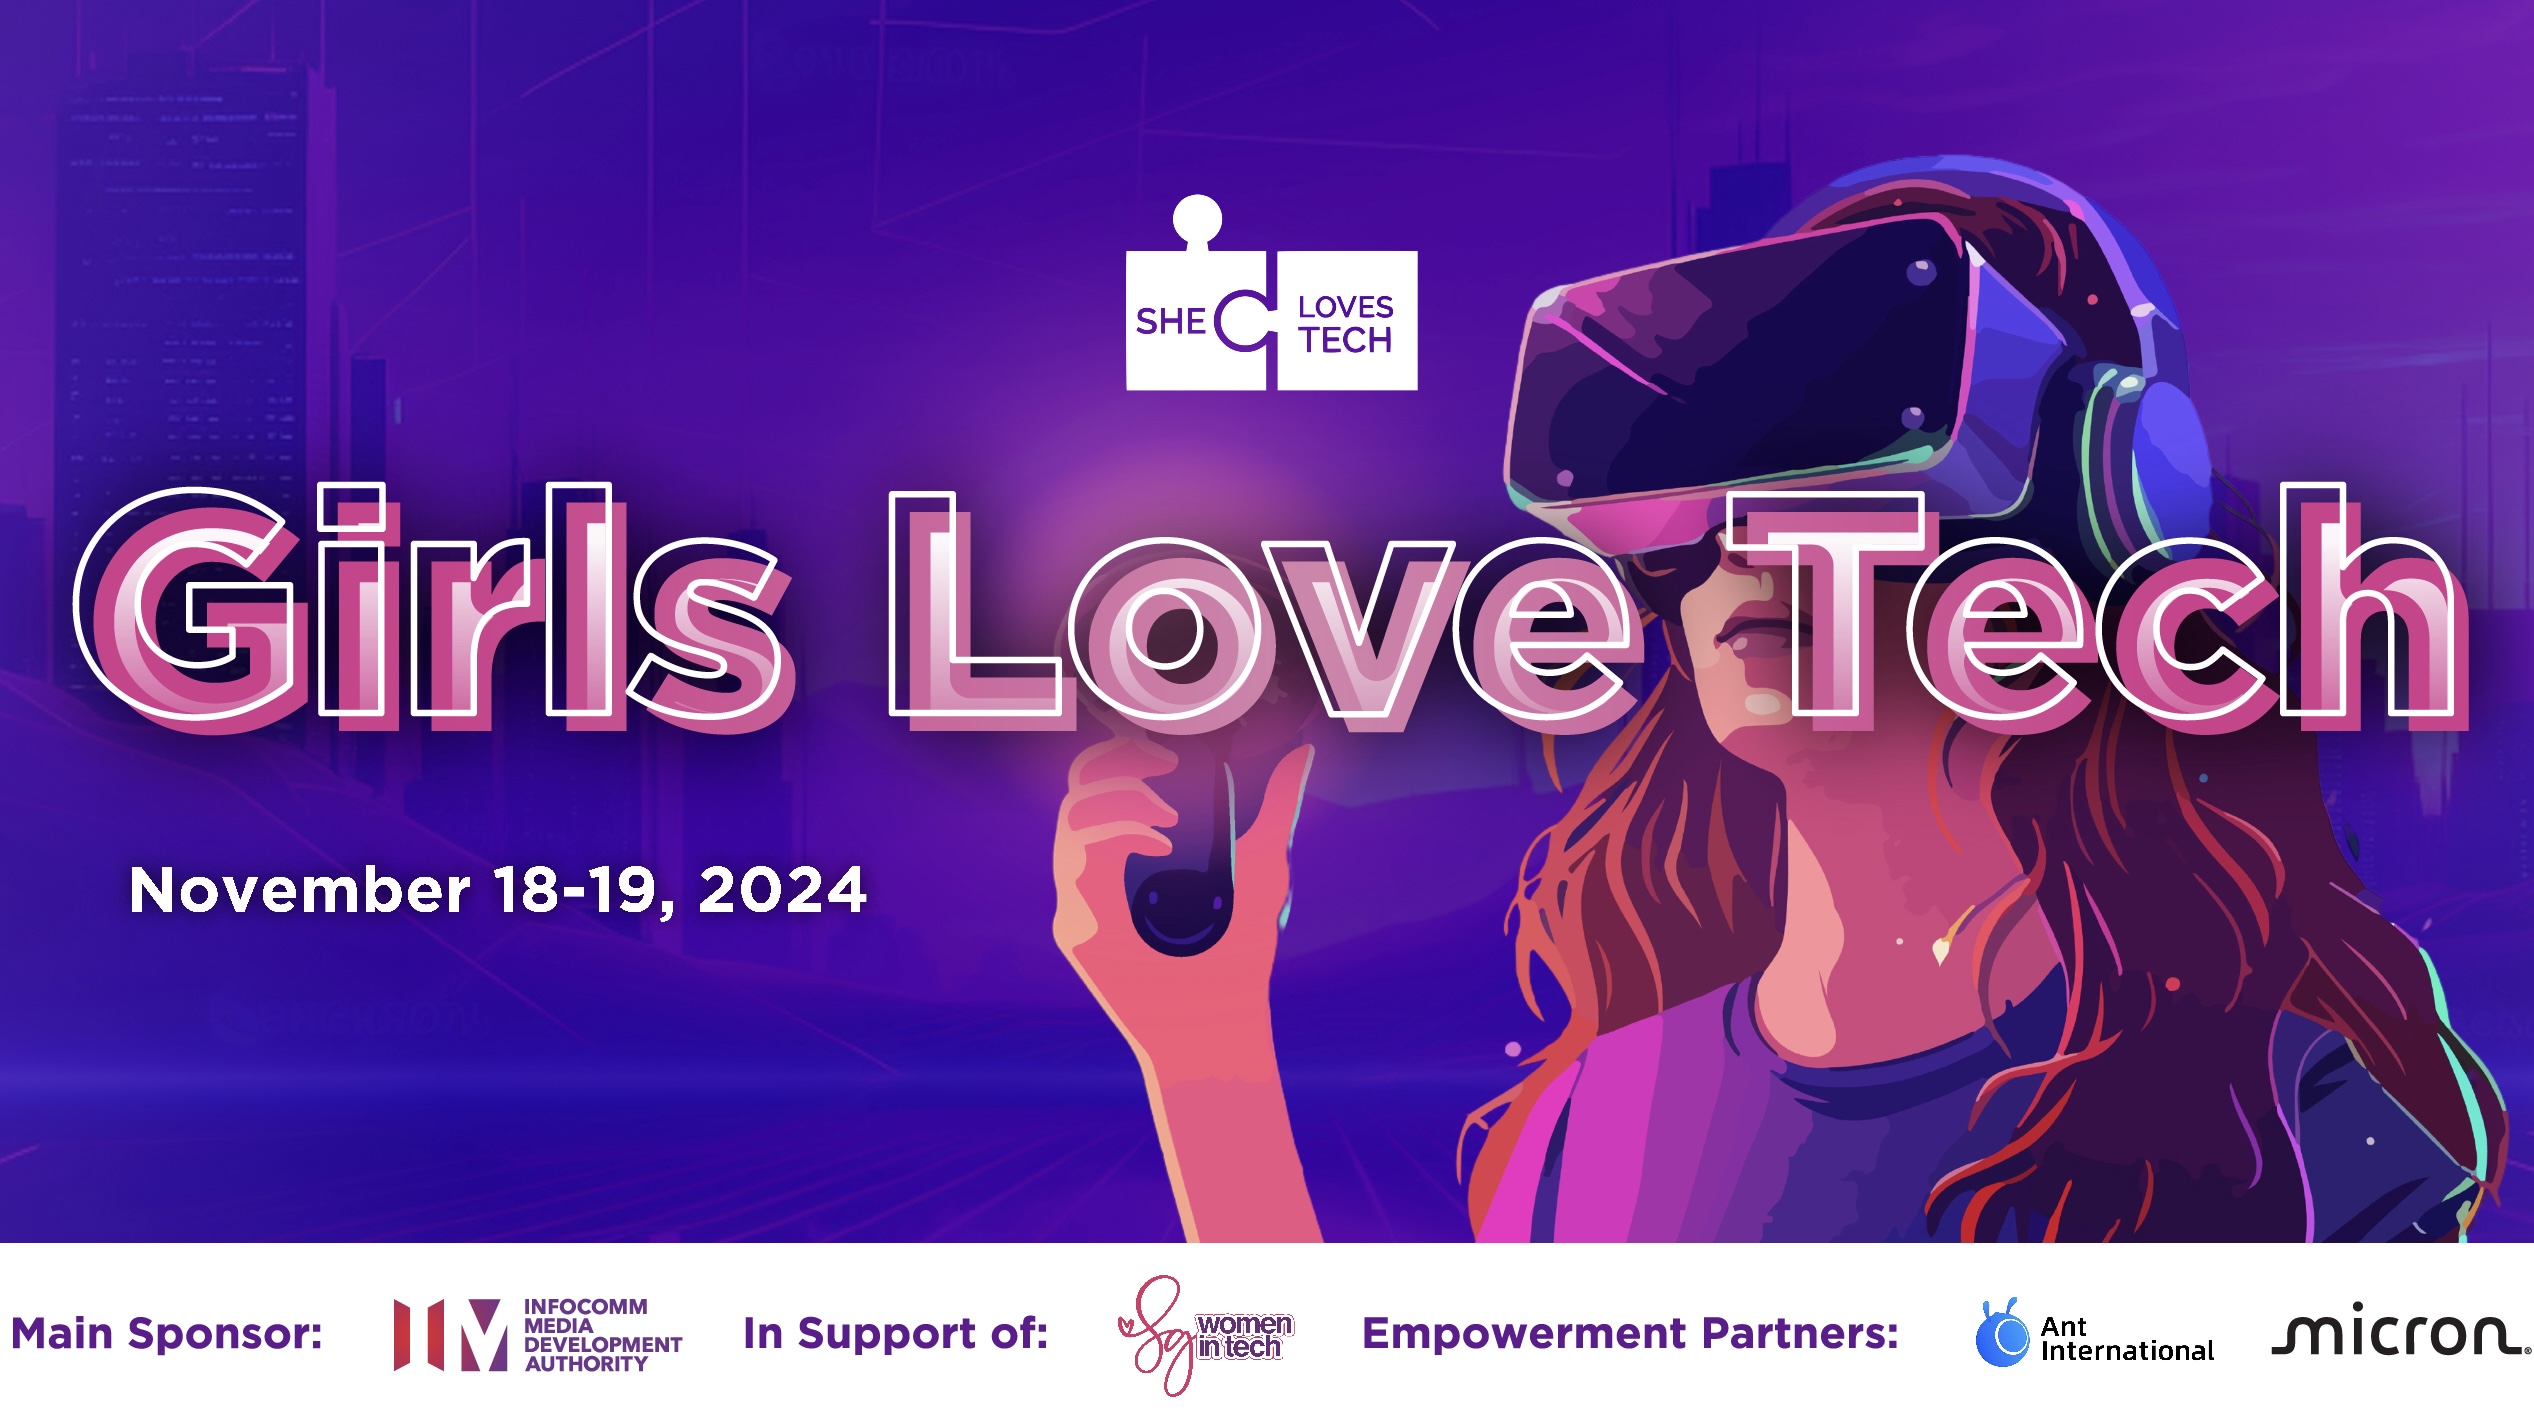 SHE
LOVES
TECH
Girls Love Tech
November 18-19, 2024
Main Sponsor:
INFOCOMM
MEDIA
DEVELOPMENT
AUTHORITY
In Support of:
Sg
women
in tech
Empowerment Partners:
Ant
International
micron®